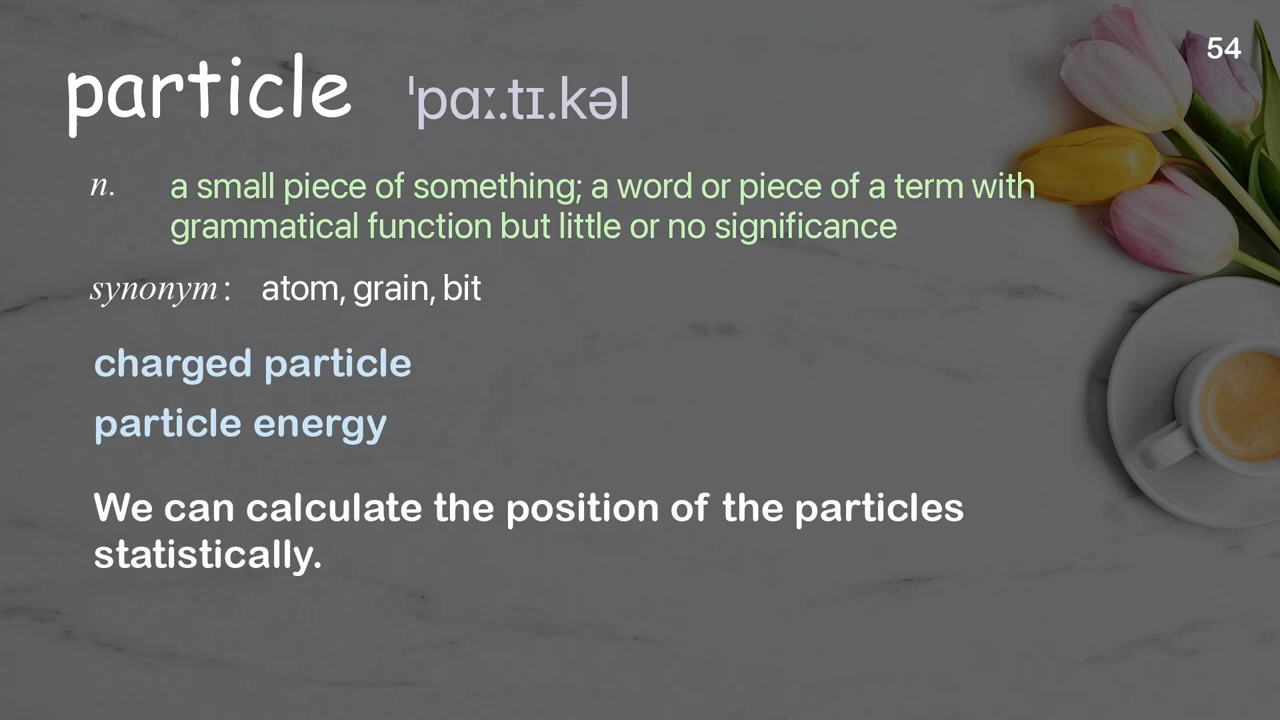 54
particle ˈpɑː.tɪ.kəl
n. a small piece of something; a word or piece of a term with
grammatical function but little or no significance
synonym: atom, grain, bit
charged particle
particle energy
We can calculate the position of the particles
statistically.